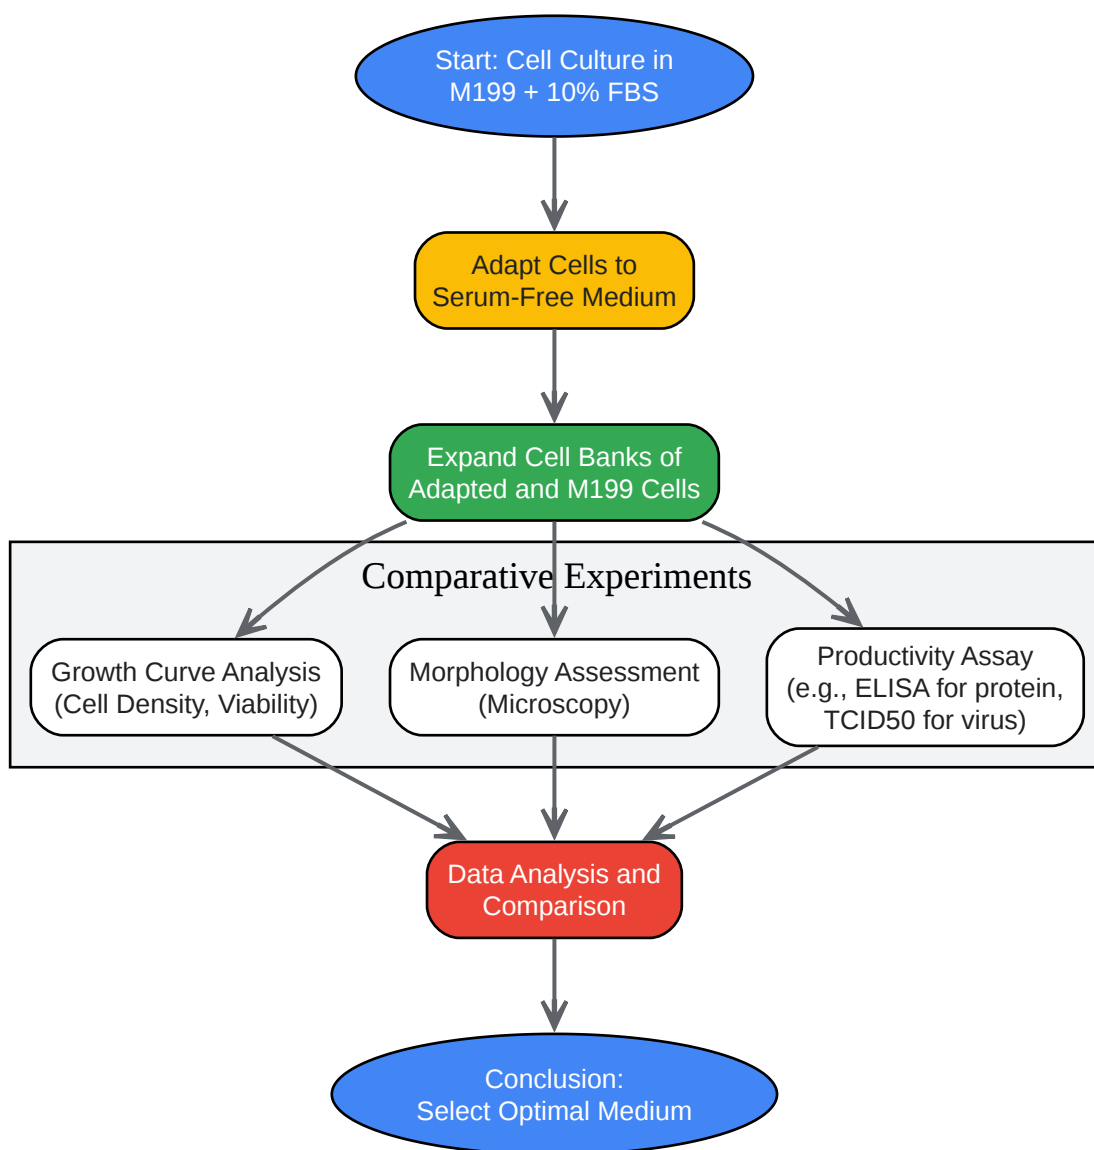 Start: Cell Culture in
M199 + 10% FBS
Adapt Cells to
Serum-Free Medium
Expand Cell Banks of
Adapted and M199 Cells
Comparative Experiments
Growth Curve Analysis
(Cell Density, Viability)
Morphology Assessment
(Microscopy)
Productivity Assay
(e.g., ELISA for protein,
TCID50 for virus)
Data Analysis and
Comparison
Conclusion:
Select Optimal Medium